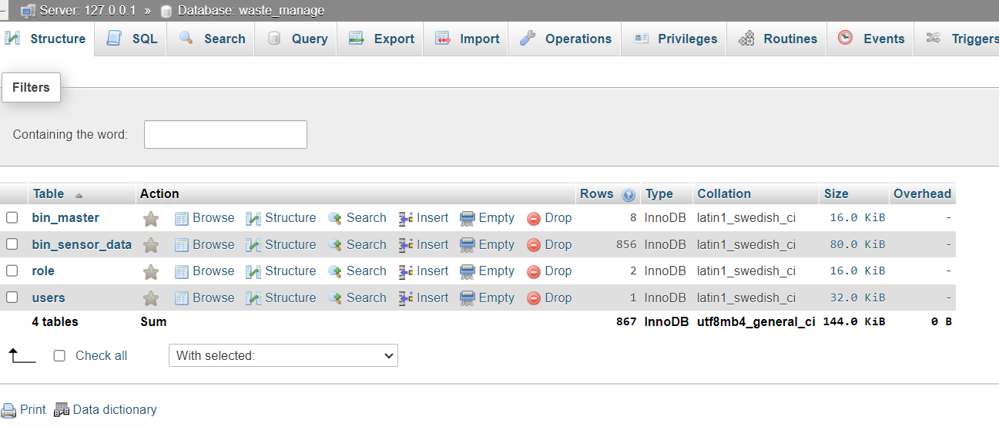 Server: 127.0.0.1 » Database: waste_manage
Structure SQL Search Query Export Import Operations Privileges Routines Events Triggers
Filters
Containing the word:
Table Action Rows Type Collation Size Overhead
bin_master Browse Structure Search Insert Empty Drop 8 InnoDB latin1_swedish_ci 16.0 KiB -
bin_sensor_data Browse Structure Search Insert Empty Drop 856 InnoDB latin1_swedish_ci 80.0 KiB -
role Browse Structure Search Insert Empty Drop 2 InnoDB latin1_swedish_ci 16.0 KiB -
users Browse Structure Search Insert Empty Drop 1 InnoDB latin1_swedish_ci 32.0 KiB -
4 tables Sum 867 InnoDB utf8mb4_general_ci 144.0 KiB 0 B
Check all With selected:
Print Data dictionary